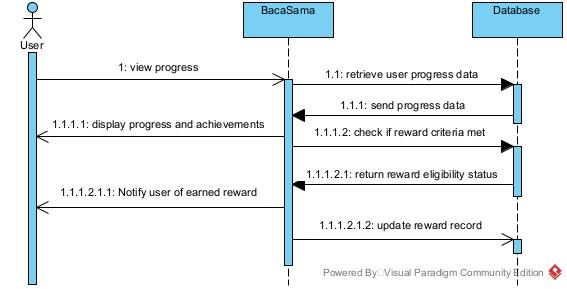 BacaSama
Database
User
1: view progress
1.1: retrieve user progress data
1.1.1: send progress data
1.1.1.1: display progress and achievements
1.1.1.2: check if reward criteria met
1.1.1.2.1: return reward eligibility status
1.1.1.2.1.1: Notify user of earned reward
1.1.1.2.1.2: update reward record
Powered By Visual Paradigm Community Edition